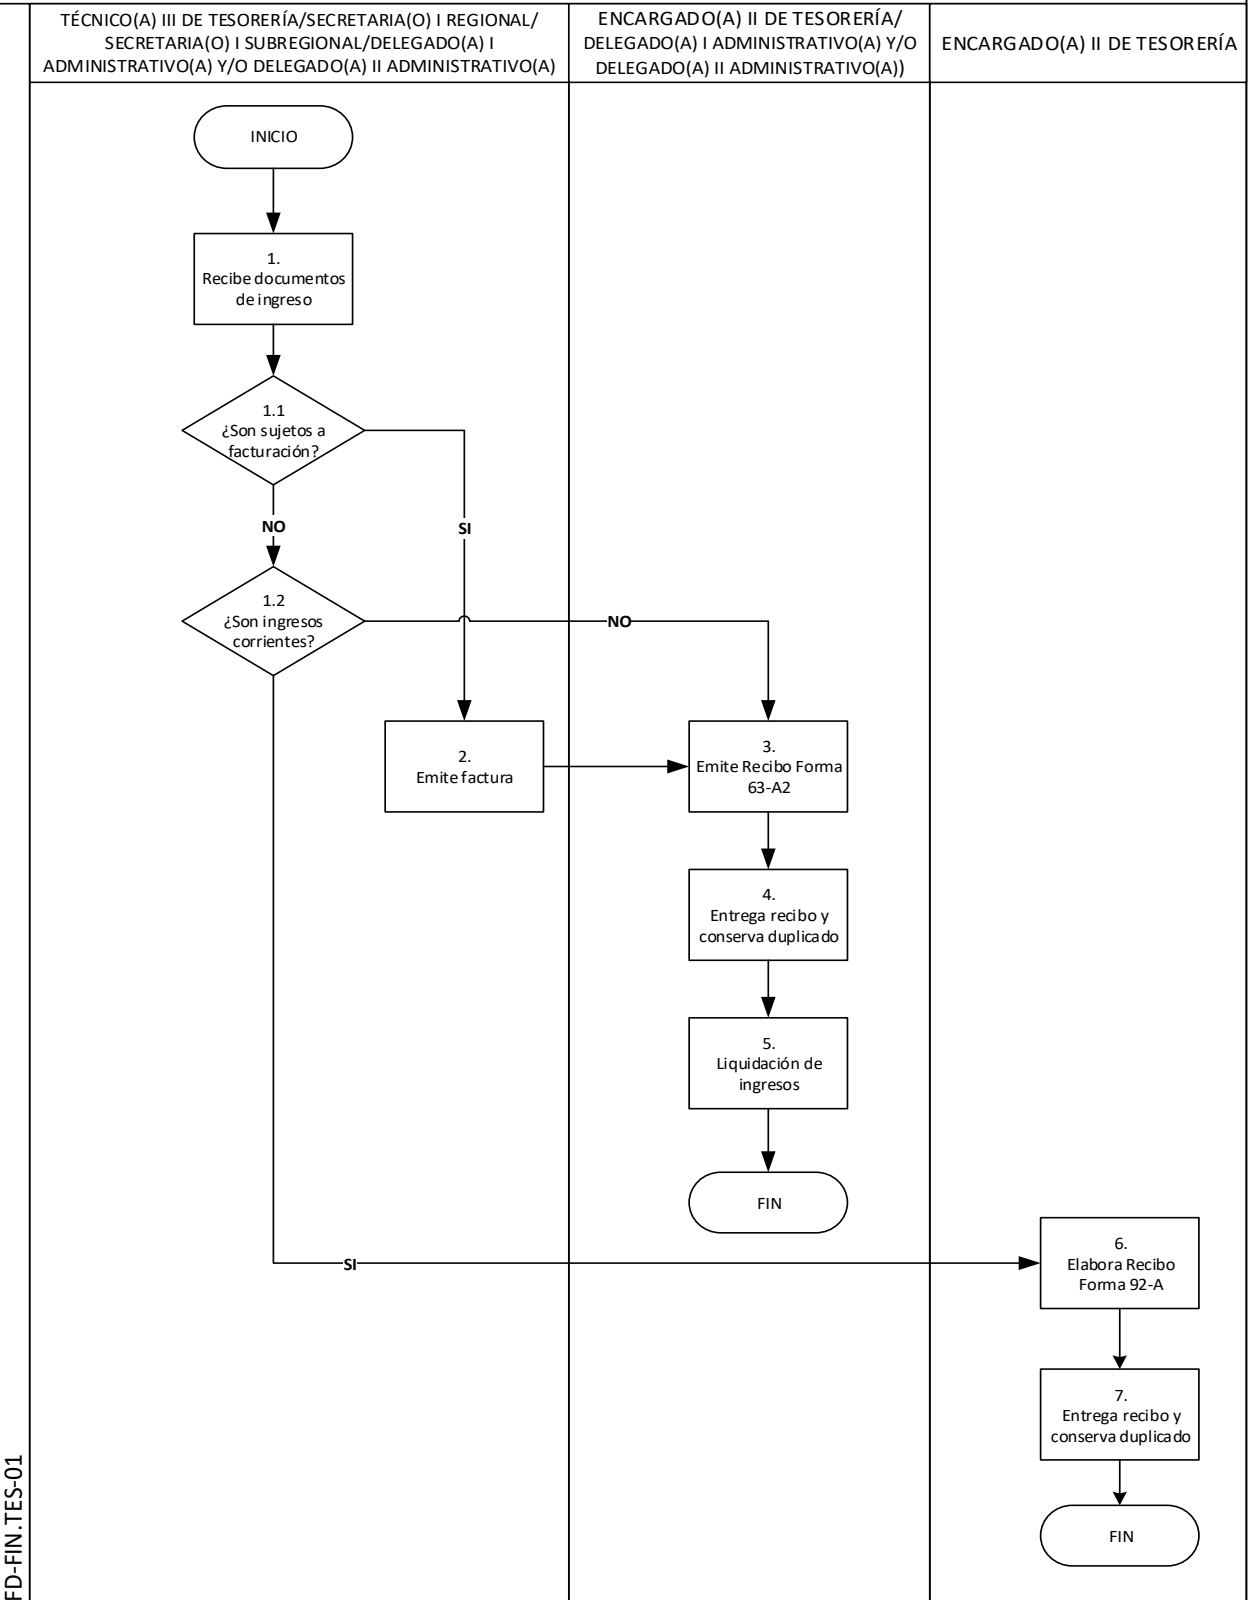 TÉCNICO(A) III DE TESORERÍA/SECRETARIA(O) I REGIONAL/
SECRETARIA(O) I SUBREGIONAL/DELEGADO(A) I
ADMINISTRATIVO(A) Y/O DELEGADO(A) II ADMINISTRATIVO(A)
ENCARGADO(A) II DE TESORERÍA/
DELEGADO(A) I ADMINISTRATIVO(A) Y/O
DELEGADO(A) II ADMINISTRATIVO(A))
ENCARGADO(A) II DE TESORERÍA
INICIO
1.
Recibe documentos
de ingreso
1.1
¿Son sujetos a
facturación?
NO
SI
1.2
¿Son ingresos
corrientes?
NO
2.
Emite factura
3.
Emite Recibo Forma
63-A2
4.
Entrega recibo y
conserva duplicado
5.
Liquidación de
ingresos
FIN
SI
6.
Elabora Recibo
Forma 92-A
7.
Entrega recibo y
conserva duplicado
FIN
FD-FIN.TES-01